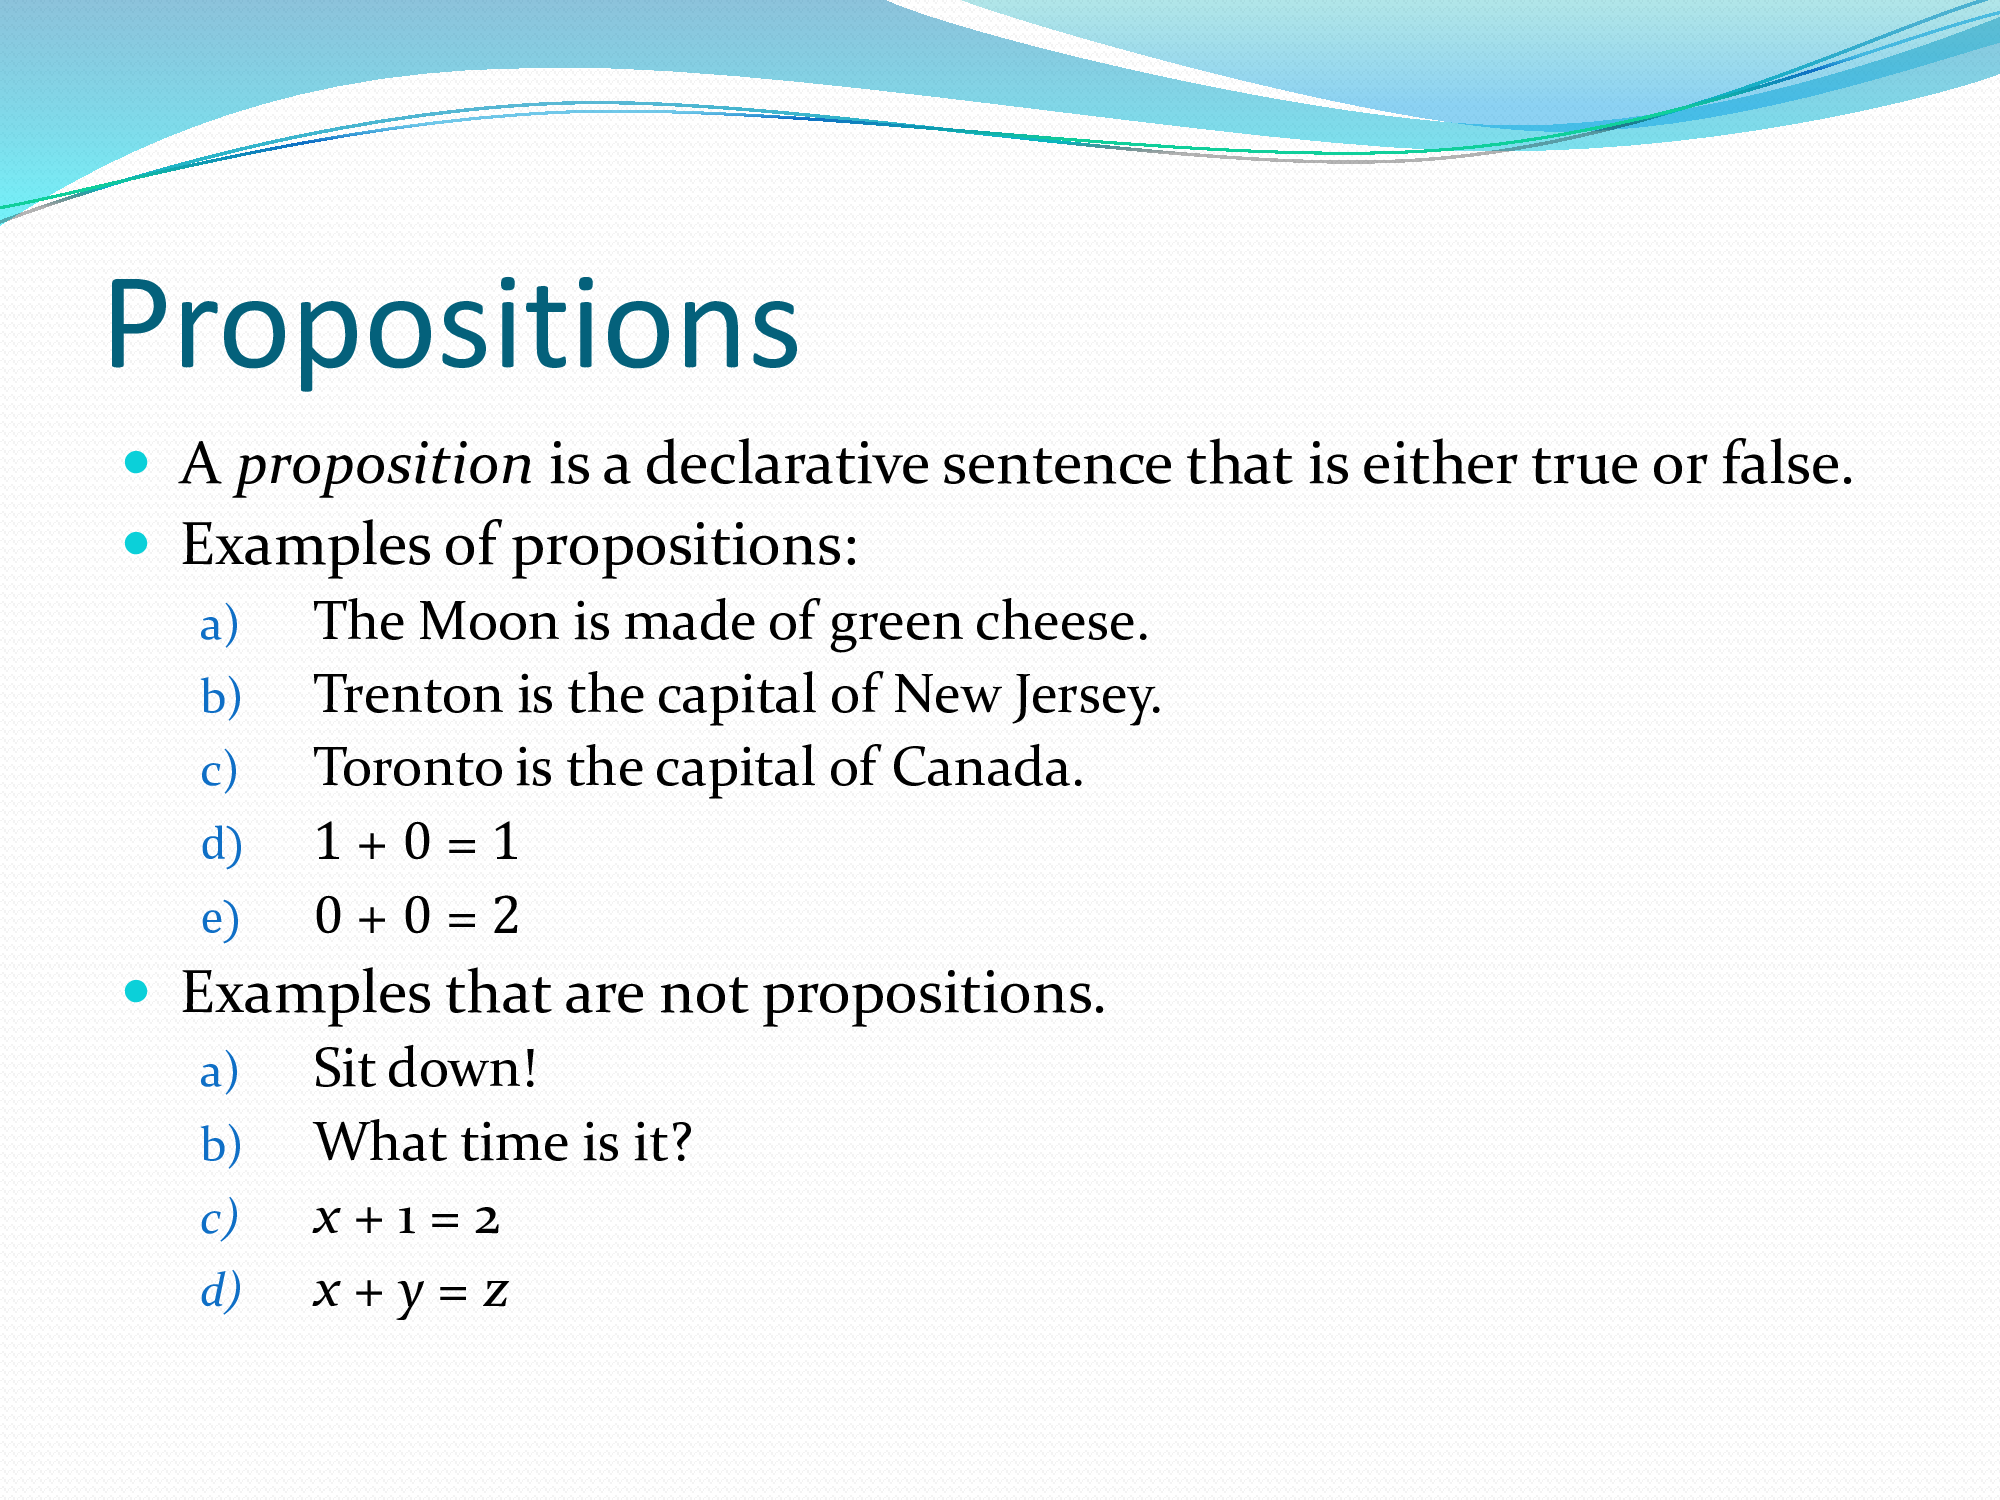 Propositions
• A proposition is a declarative sentence that is either true or false.
• Examples of propositions:
a) The Moon is made of green cheese.
b) Trenton is the capital of New Jersey.
c) Toronto is the capital of Canada.
d) 1 + 0 = 1
e) 0 + 0 = 2
• Examples that are not propositions.
a) Sit down!
b) What time is it?
c) x + 1 = 2
d) x + y = z